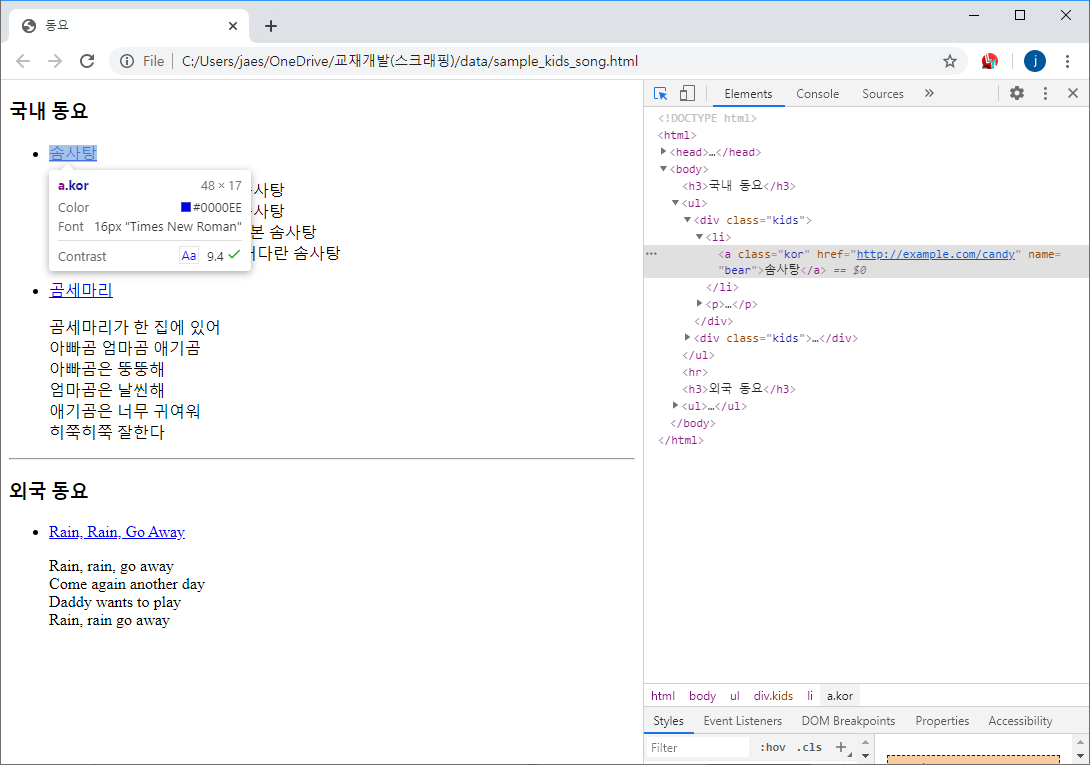 동요
File
C:/Users/jaes/OneDrive/교재개발(스크래핑)/data/sample_kids_song.html
j
국내 동요
솜사탕
a.kor 48 × 17
Color #0000EE
Font 16px "Times New Roman"
Contrast Aa 9.4
사탕
사탕
본 솜사탕
다란 솜사탕
곰세마리
곰세마리가 한 집에 있어
아빠곰 엄마곰 애기곰
아빠곰은 뚱뚱해
엄마곰은 날씬해
애기곰은 너무 귀여워
히쭉히쭉 잘한다
외국 동요
Rain, Rain, Go Away
Rain, rain, go away
Come again another day
Daddy wants to play
Rain, rain go away
Elements Console Sources »
<!DOCTYPE html>
<html>
<head>…</head>
<body>
<h3>국내 동요</h3>
<ul>
<div class="kids">
<li>
<a class="kor" href="http://example.com/candy" name=
"bear">솜사탕</a> == $0
</li>
<p>…</p>
</div>
<div class="kids">…</div>
</ul>
<hr>
<h3>외국 동요</h3>
<ul>…</ul>
</body>
</html>
html body ul div.kids li a.kor
Styles Event Listeners DOM Breakpoints Properties Accessibility
Filter :hov .cls +